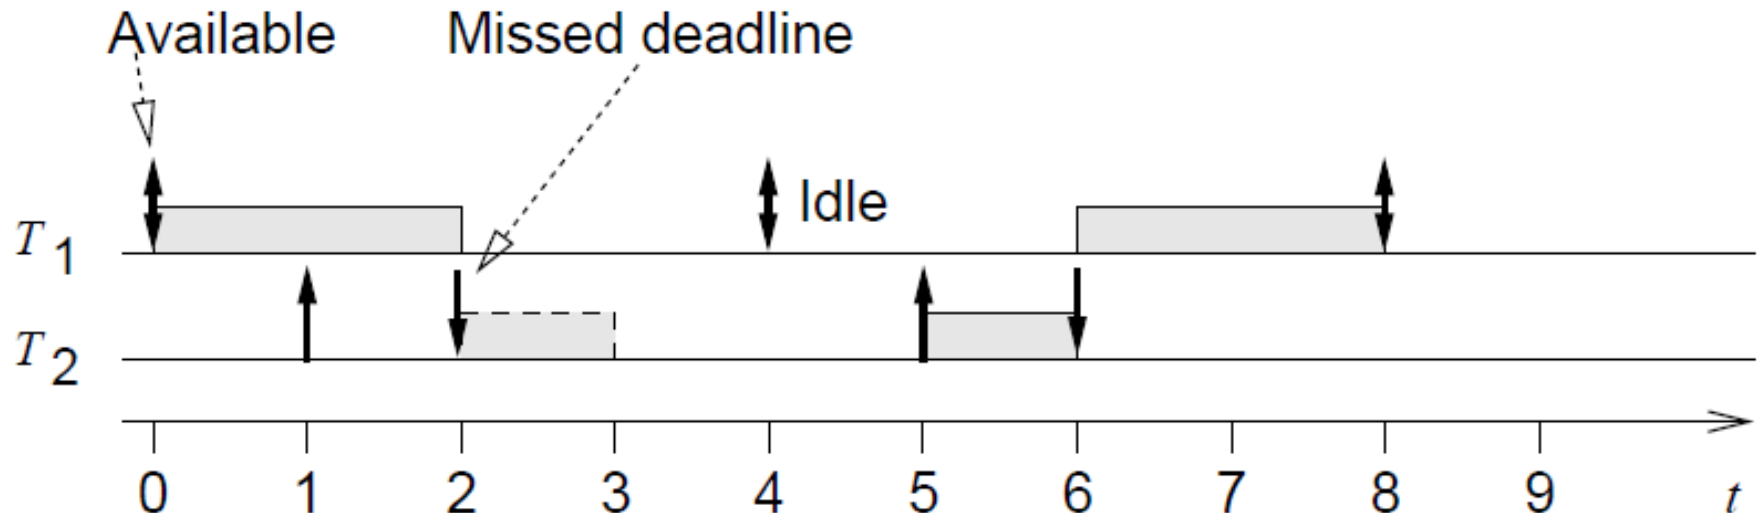 Available Missed deadline
Idle
T1
T2
0 1 2 3 4 5 6 7 8 9 t